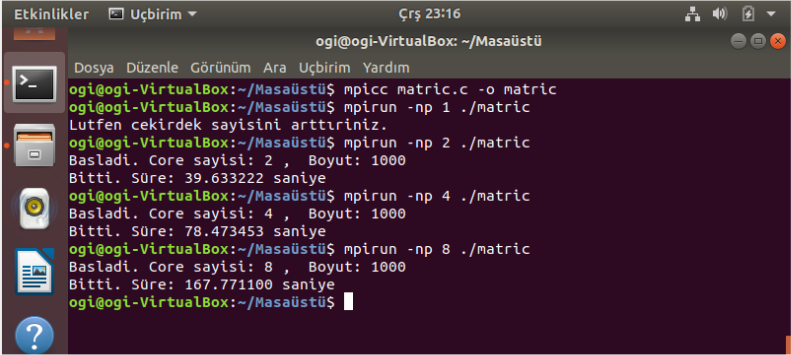 Etkinlikler Uçbirim Çrş 23:16
ogi@ogi-VirtualBox: ~/Masaüstü
Dosya Düzenle Görünüm Ara Uçbirim Yardım
ogi@ogi-VirtualBox:~/Masaüstü$ mpicc matric.c -o matric
ogi@ogi-VirtualBox:~/Masaüstü$ mpirun -np 1 ./matric
Lutfen cekirdek sayisini arttırınız.
ogi@ogi-VirtualBox:~/Masaüstü$ mpirun -np 2 ./matric
Basladi. Core sayisi: 2 , Boyut: 1000
Bitti. Süre: 39.633222 saniye
ogi@ogi-VirtualBox:~/Masaüstü$ mpirun -np 4 ./matric
Basladi. Core sayisi: 4 , Boyut: 1000
Bitti. Süre: 78.473453 saniye
ogi@ogi-VirtualBox:~/Masaüstü$ mpirun -np 8 ./matric
Basladi. Core sayisi: 8 , Boyut: 1000
Bitti. Süre: 167.771100 saniye
ogi@ogi-VirtualBox:~/Masaüstü$